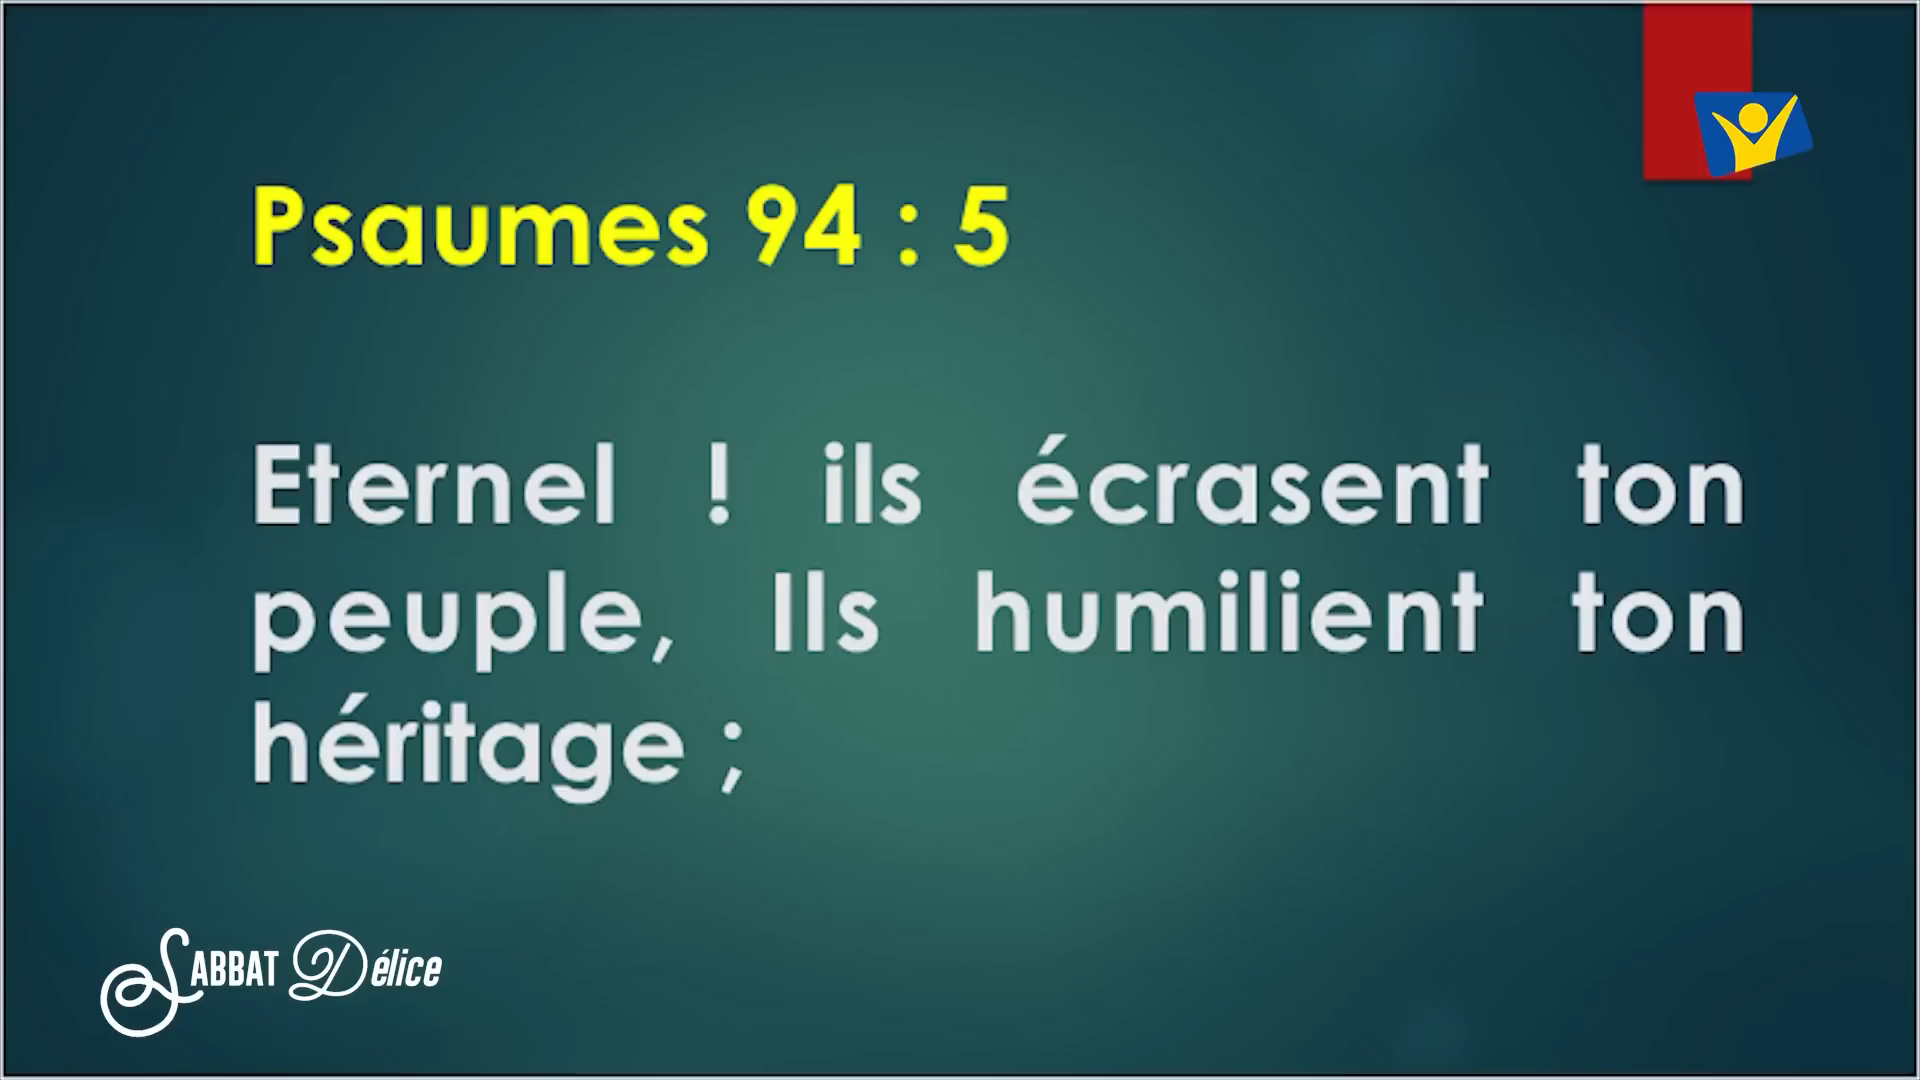 Psaumes 94 : 5
Eternel ! ils écrasent ton
peuple, Ils humilient ton
héritage ;
SABBAT Délice